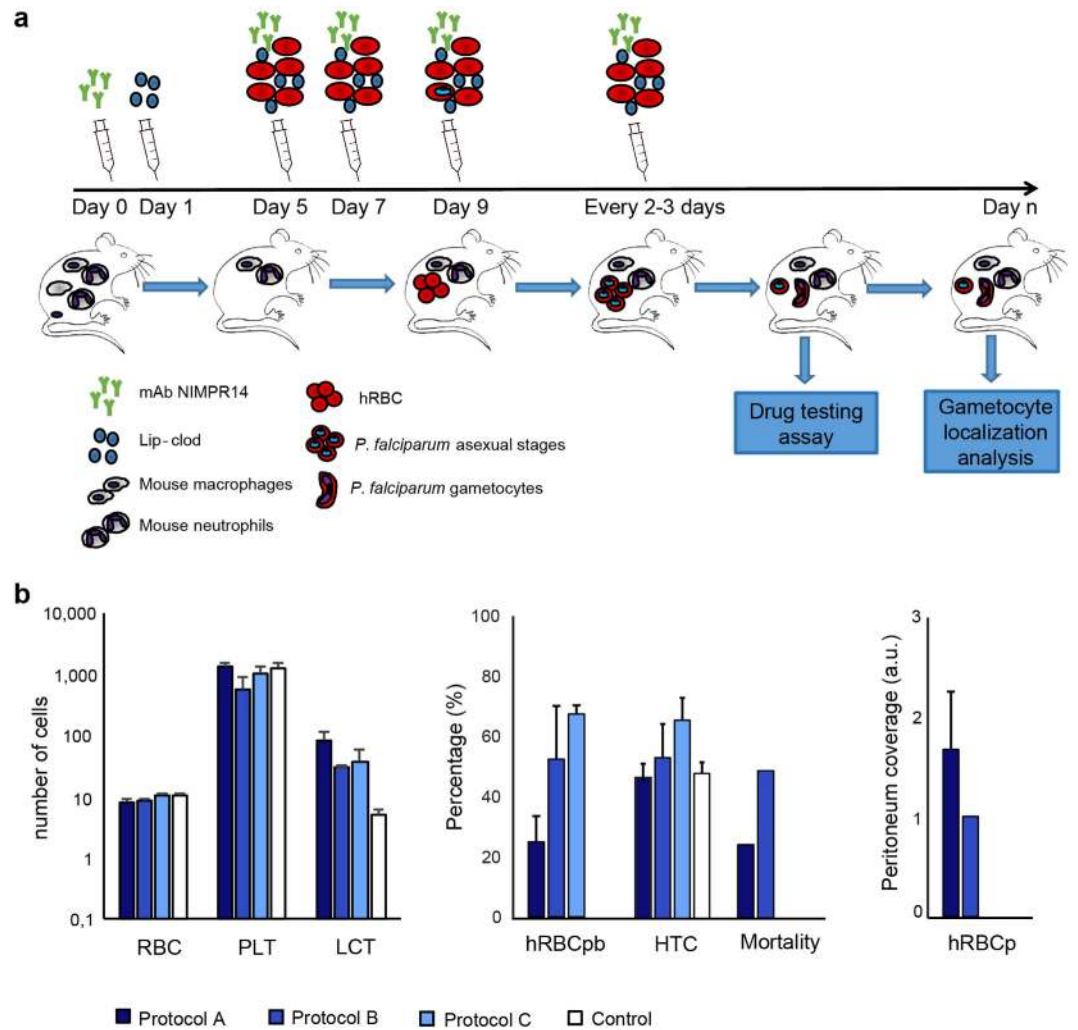 a
Day 0 Day 1 Day 5 Day 7 Day 9 Every 2-3 days Day n
mAb NIMPR14
Lip-clod
Mouse macrophages
Mouse neutrophils
hRBC
P. falciparum asexual stages
P. falciparum gametocytes
Drug testing
assay
Gametocyte
localization
analysis
b
number of cells
10,000
1,000
100
10
1
0,1
RBC PLT LCT
Percentage (%)
100
80
60
40
20
0
hRBCpb HTC Mortality
Peritoneum coverage (a.u.)
3
2
1
0
hRBCp
Protocol A Protocol B Protocol C Control